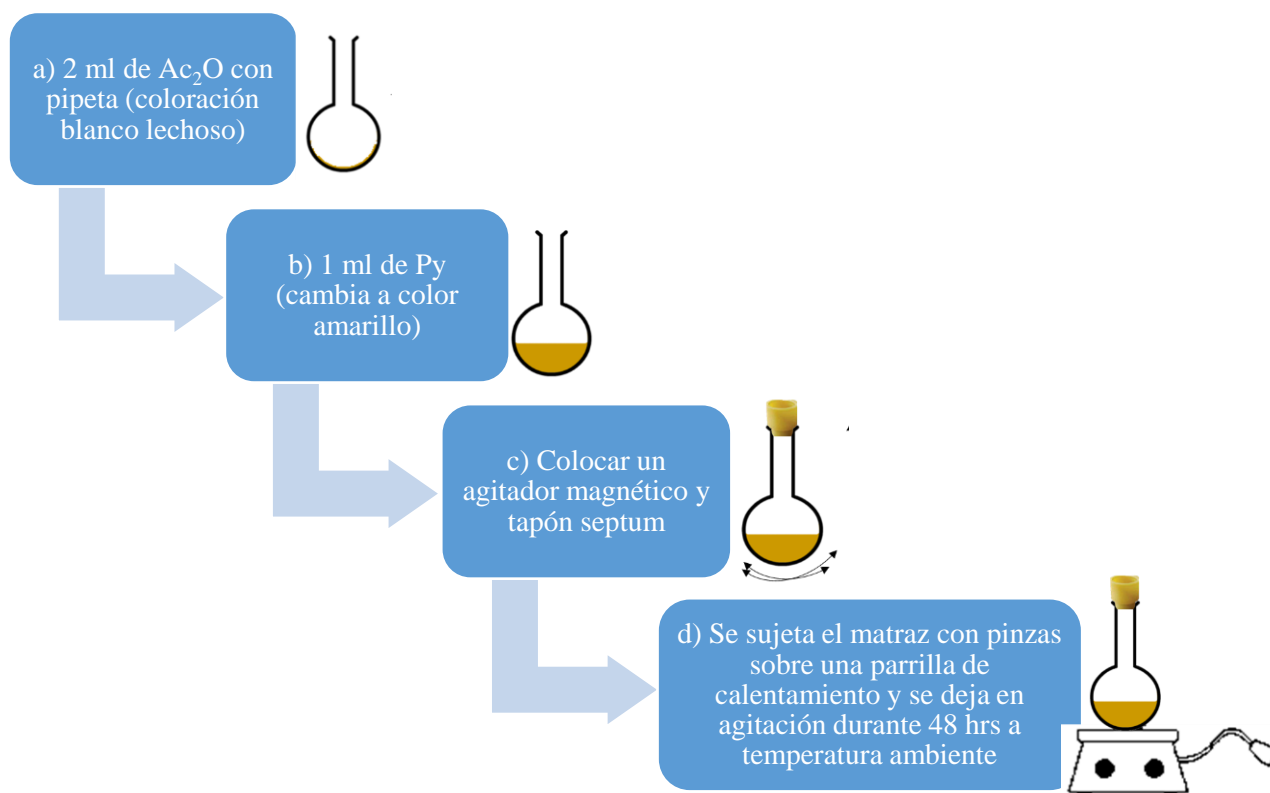 a) 2 ml de Ac₂O con
pipeta (coloración
blanco lechoso)
b) 1 ml de Py
(cambia a color
amarillo)
c) Colocar un
agitador magnético y
tapón septum
d) Se sujeta el matraz con pinzas
sobre una parrilla de
calentamiento y se deja en
agitación durante 48 hrs a
temperatura ambiente